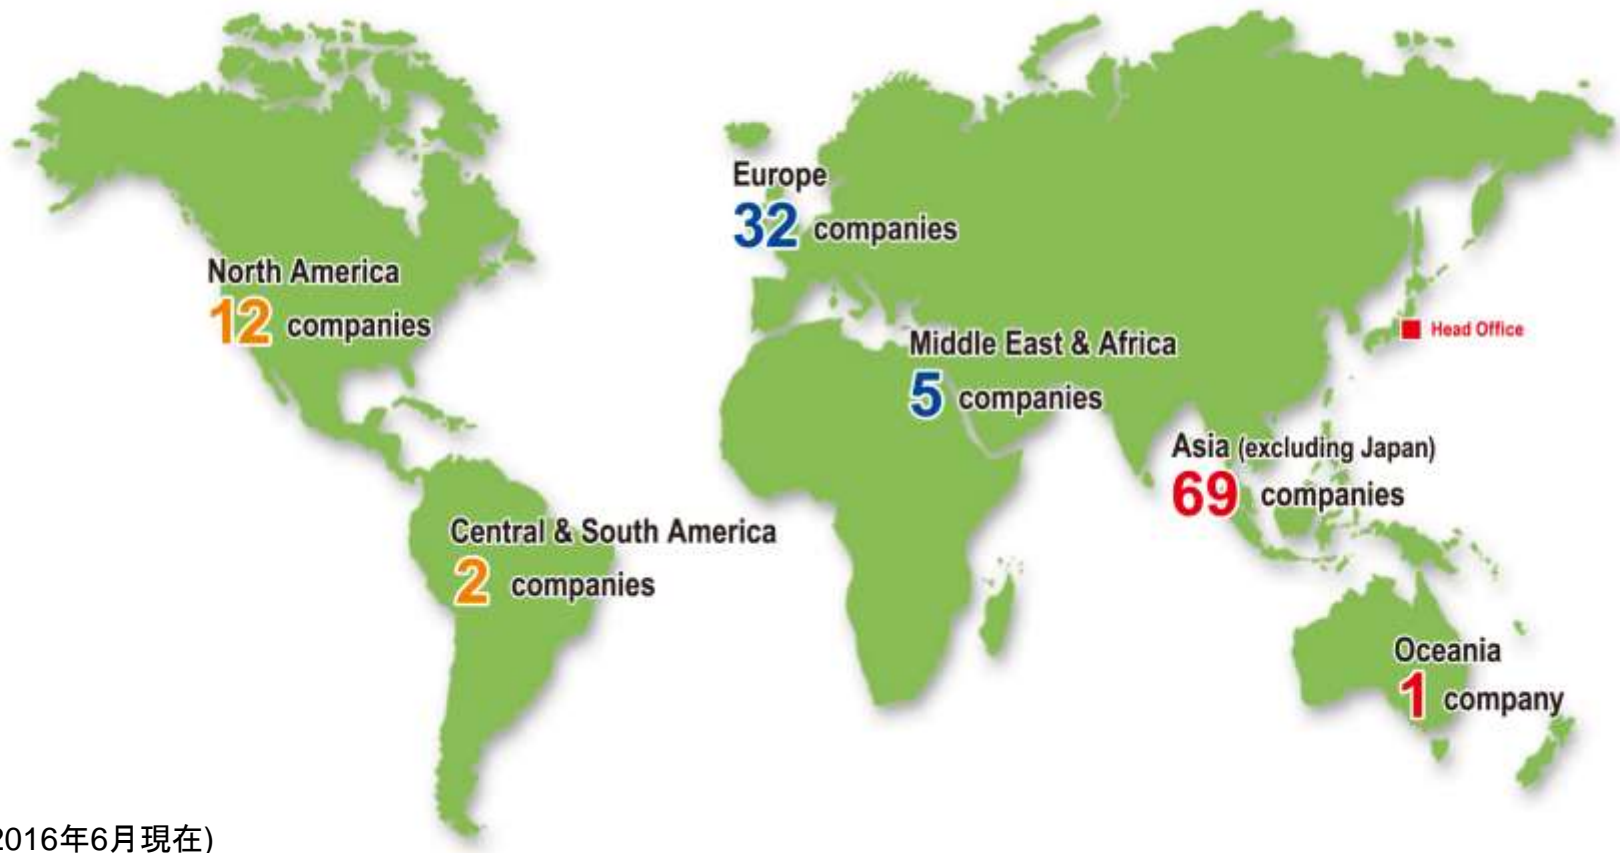 Europe
32 companies
North America
12 companies
Head Office
Middle East & Africa
5 companies
Asia (excluding Japan)
69 companies
Central & South America
2 companies
Oceania
1 company
2016年6月現在)